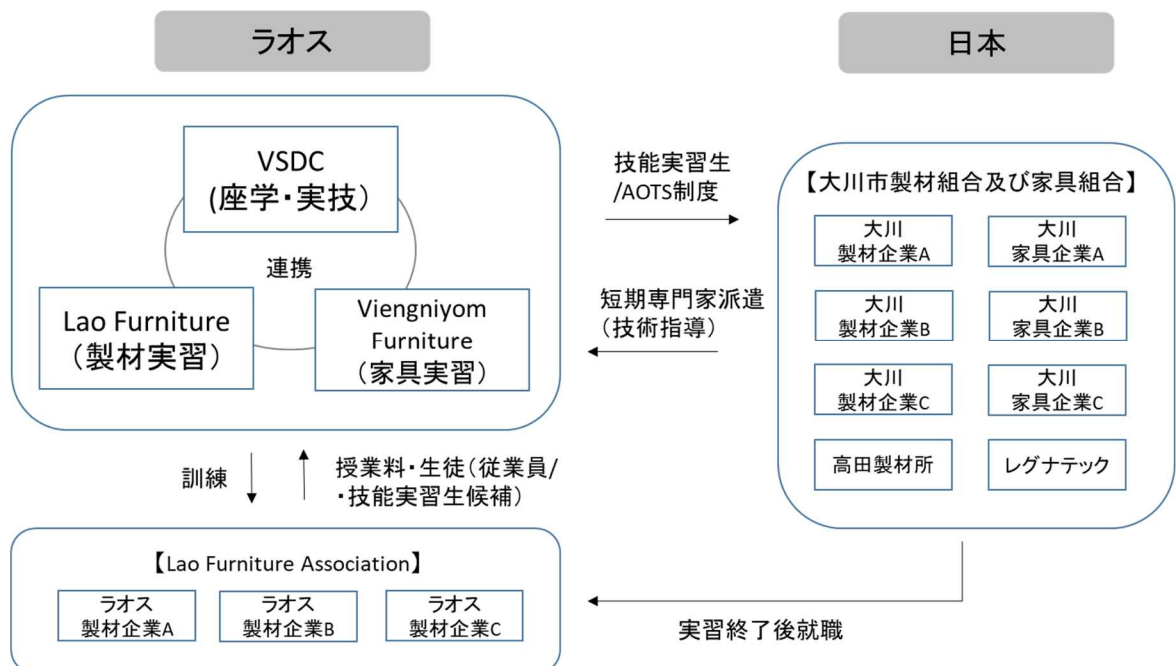 ラオス
日本
VSDC
(座学・実技)
連携
Lao Furniture
(製材実習)
Viengniyom
Furniture
(家具実習)
技能実習生
/AOTS制度
短期専門家派遣
(技術指導)
【大川市製材組合及び家具組合】
大川
製材企業A
大川
家具企業A
大川
製材企業B
大川
家具企業B
大川
製材企業C
大川
家具企業C
高田製材所
レグナテック
訓練
授業料・生徒(従業員/
・技能実習生候補)
【Lao Furniture Association】
ラオス
製材企業A
ラオス
製材企業B
ラオス
製材企業C
実習終了後就職